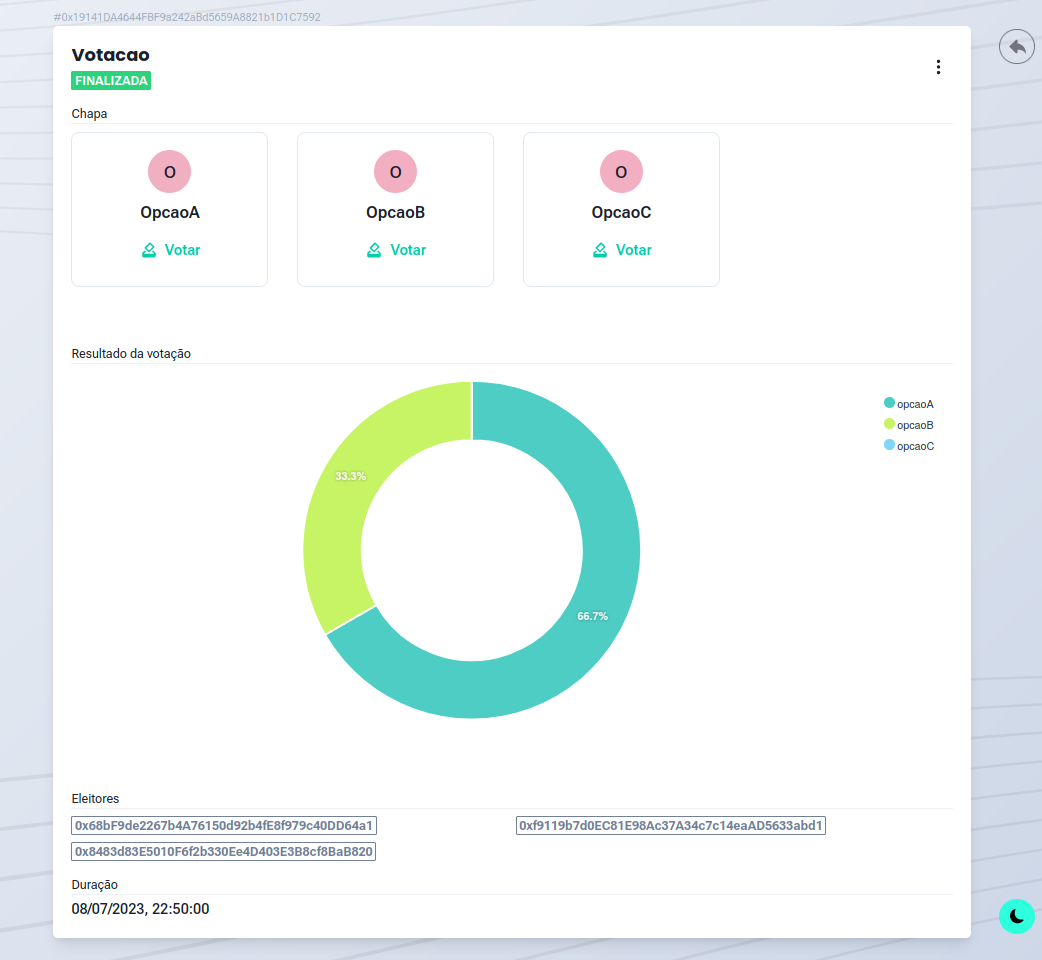 #0x19141DA4644FBF9a242aBd5659A8821b1D1C7592
Votacao
FINALIZADA
Chapa
O O O
OpcaoA OpcaoB OpcaoC
Votar Votar Votar
Resultado da votação
opcaoA
opcaoB
opcaoC
33.3%
66.7%
Eleitores
0x68bF9de2267b4A76150d92b4fE8f979c40DD64a1 0xf9119b7d0EC81E98Ac37A34c7c14eaAD5633abd1
0x8483d83E5010F6f2b330Ee4D403E3B8cf8BaB820
Duração
08/07/2023, 22:50:00